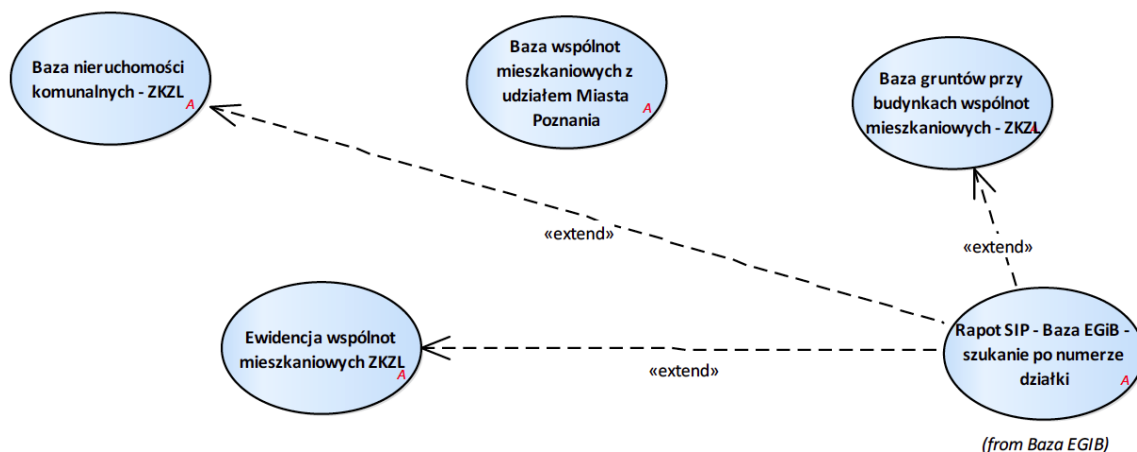 Baza nieruchomości
komunalnych - ZKZL
A
Baza wspólnot
mieszkaniowych z
udziałem Miasta
Poznania
A
Baza gruntów przy
budynkach wspólnot
mieszkaniowych - ZKZL
A
«extend»
«extend»
Ewidencja wspólnot
mieszkaniowych ZKZL
A
«extend»
Rapot SIP - Baza EGiB -
szukanie po numerze
działki
A
(from Baza EGIB)